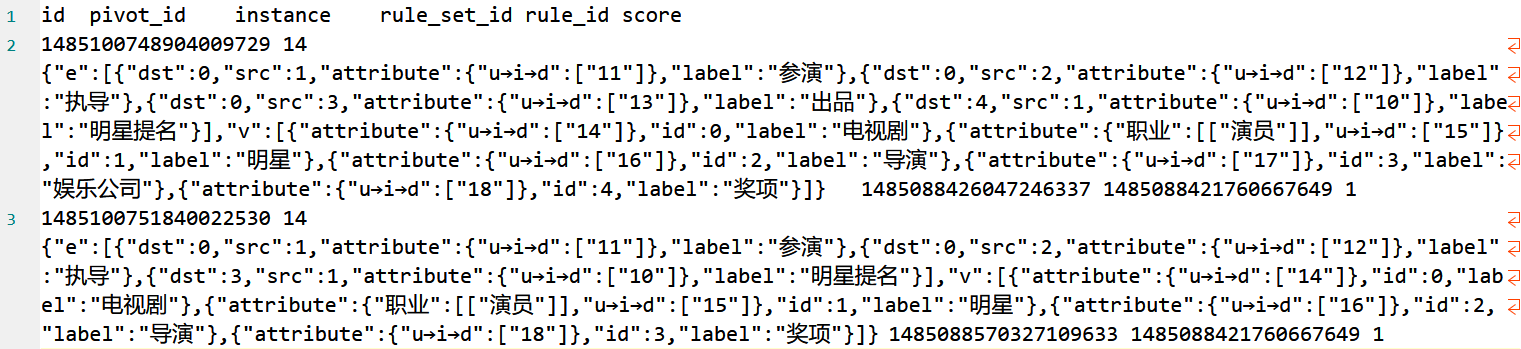 1 id pivot_id instance rule_set_id rule_id score
2 1485100748904009729 14
{"e":[{"dst":0,"src":1,"attribute":{"u→i→d":["11"]},"label":"参演"},{"dst":0,"src":2,"attribute":{"u→i→d":["12"]},"label"
:"执导"},{"dst":0,"src":3,"attribute":{"u→i→d":["13"]},"label":"出品"},{"dst":4,"src":1,"attribute":{"u→i→d":["10"]},"labe
l":"明星提名"}],"v":[{"attribute":{"u→i→d":["14"]},"id":0,"label":"电视剧"},{"attribute":{"职业":[["演员"]],"u→i→d":["15"]}
,"id":1,"label":"明星"},{"attribute":{"u→i→d":["16"]},"id":2,"label":"导演"},{"attribute":{"u→i→d":["17"]},"id":3,"label":
"娱乐公司"},{"attribute":{"u→i→d":["18"]},"id":4,"label":"奖项"}]} 1485088426047246337 1485088421760667649 1
3 1485100751840022530 14
{"e":[{"dst":0,"src":1,"attribute":{"u→i→d":["11"]},"label":"参演"},{"dst":0,"src":2,"attribute":{"u→i→d":["12"]},"label"
:"执导"},{"dst":3,"src":1,"attribute":{"u→i→d":["10"]},"label":"明星提名"}],"v":[{"attribute":{"u→i→d":["14"]},"id":0,"lab
el":"电视剧"},{"attribute":{"职业":[["演员"]],"u→i→d":["15"]},"id":1,"label":"明星"},{"attribute":{"u→i→d":["16"]},"id":2,
"label":"导演"},{"attribute":{"u→i→d":["18"]},"id":3,"label":"奖项"}]} 1485088570327109633 1485088421760667649 1